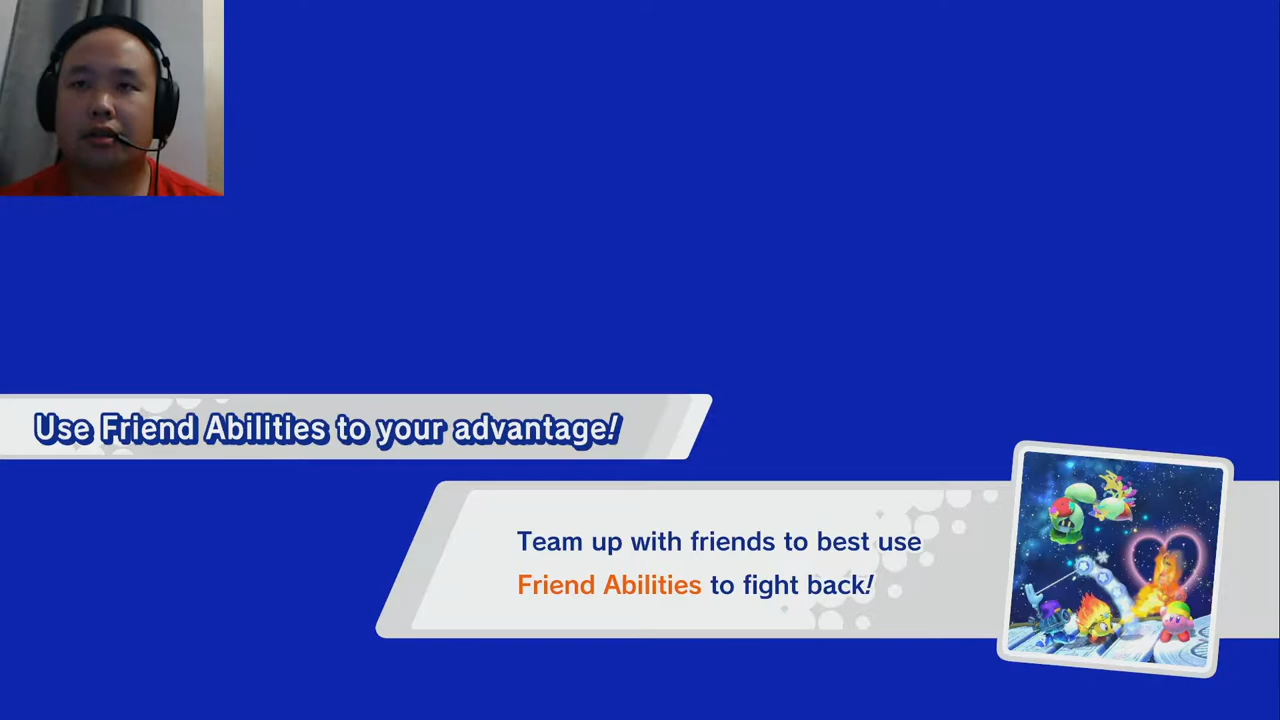 Use Friend Abilities to your advantage!
Team up with friends to best use
Friend Abilities to fight back!